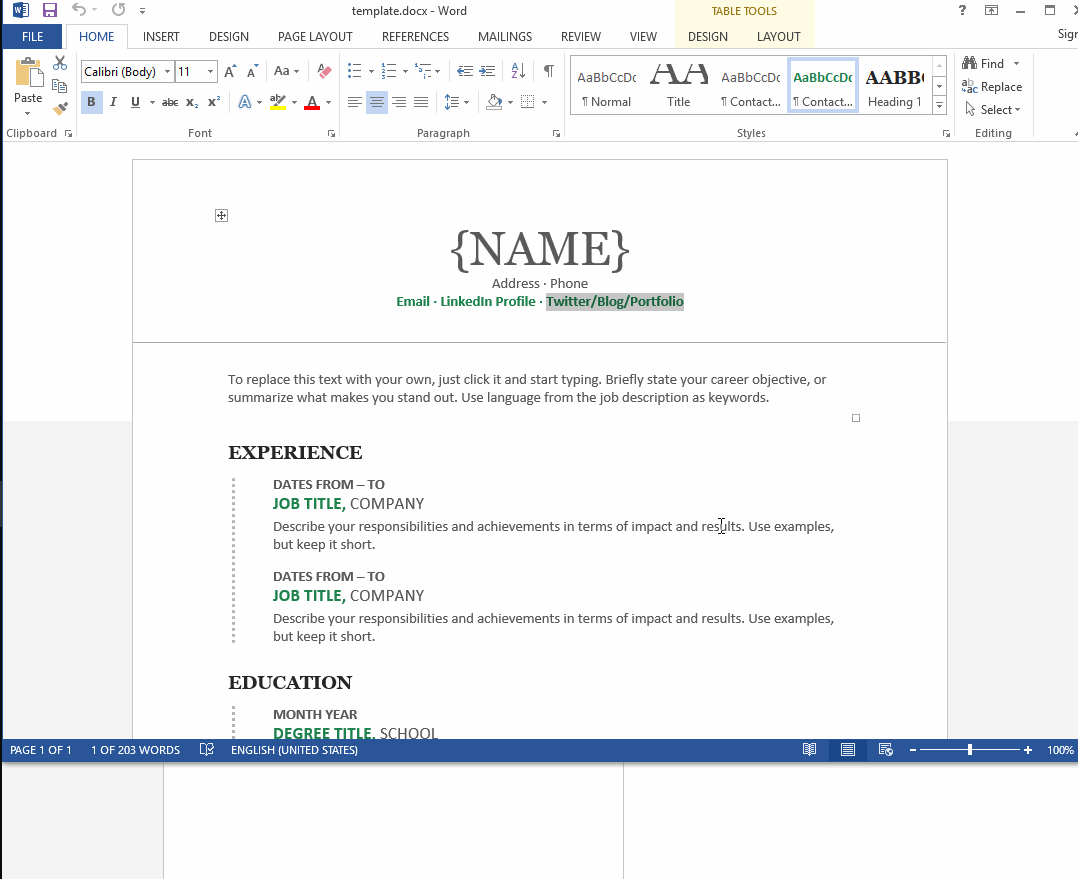 template.docx - Word
TABLE TOOLS
?
FILE
HOME
INSERT
DESIGN
PAGE LAYOUT
REFERENCES
MAILINGS
REVIEW
VIEW
DESIGN
LAYOUT
Sign
Paste
Clipboard
Calibri (Body)
11
Aa
B I U abc x₂ x²
A
Font
Paragraph
AaBbCcDc
¶ Normal
AA
Title
AaBbCcDc
¶ Contact...
AaBbCcDc
¶ Contact...
AABB
Heading 1
Styles
Find
Replace
Select
Editing
{NAME}
Address · Phone
Email · LinkedIn Profile · Twitter/Blog/Portfolio
To replace this text with your own, just click it and start typing. Briefly state your career objective, or
summarize what makes you stand out. Use language from the job description as keywords.
EXPERIENCE
DATES FROM – TO
JOB TITLE, COMPANY
Describe your responsibilities and achievements in terms of impact and results. Use examples,
but keep it short.
DATES FROM – TO
JOB TITLE, COMPANY
Describe your responsibilities and achievements in terms of impact and results. Use examples,
but keep it short.
EDUCATION
MONTH YEAR
DEGREE TITLE, SCHOOL
PAGE 1 OF 1
1 OF 203 WORDS
ENGLISH (UNITED STATES)
100%